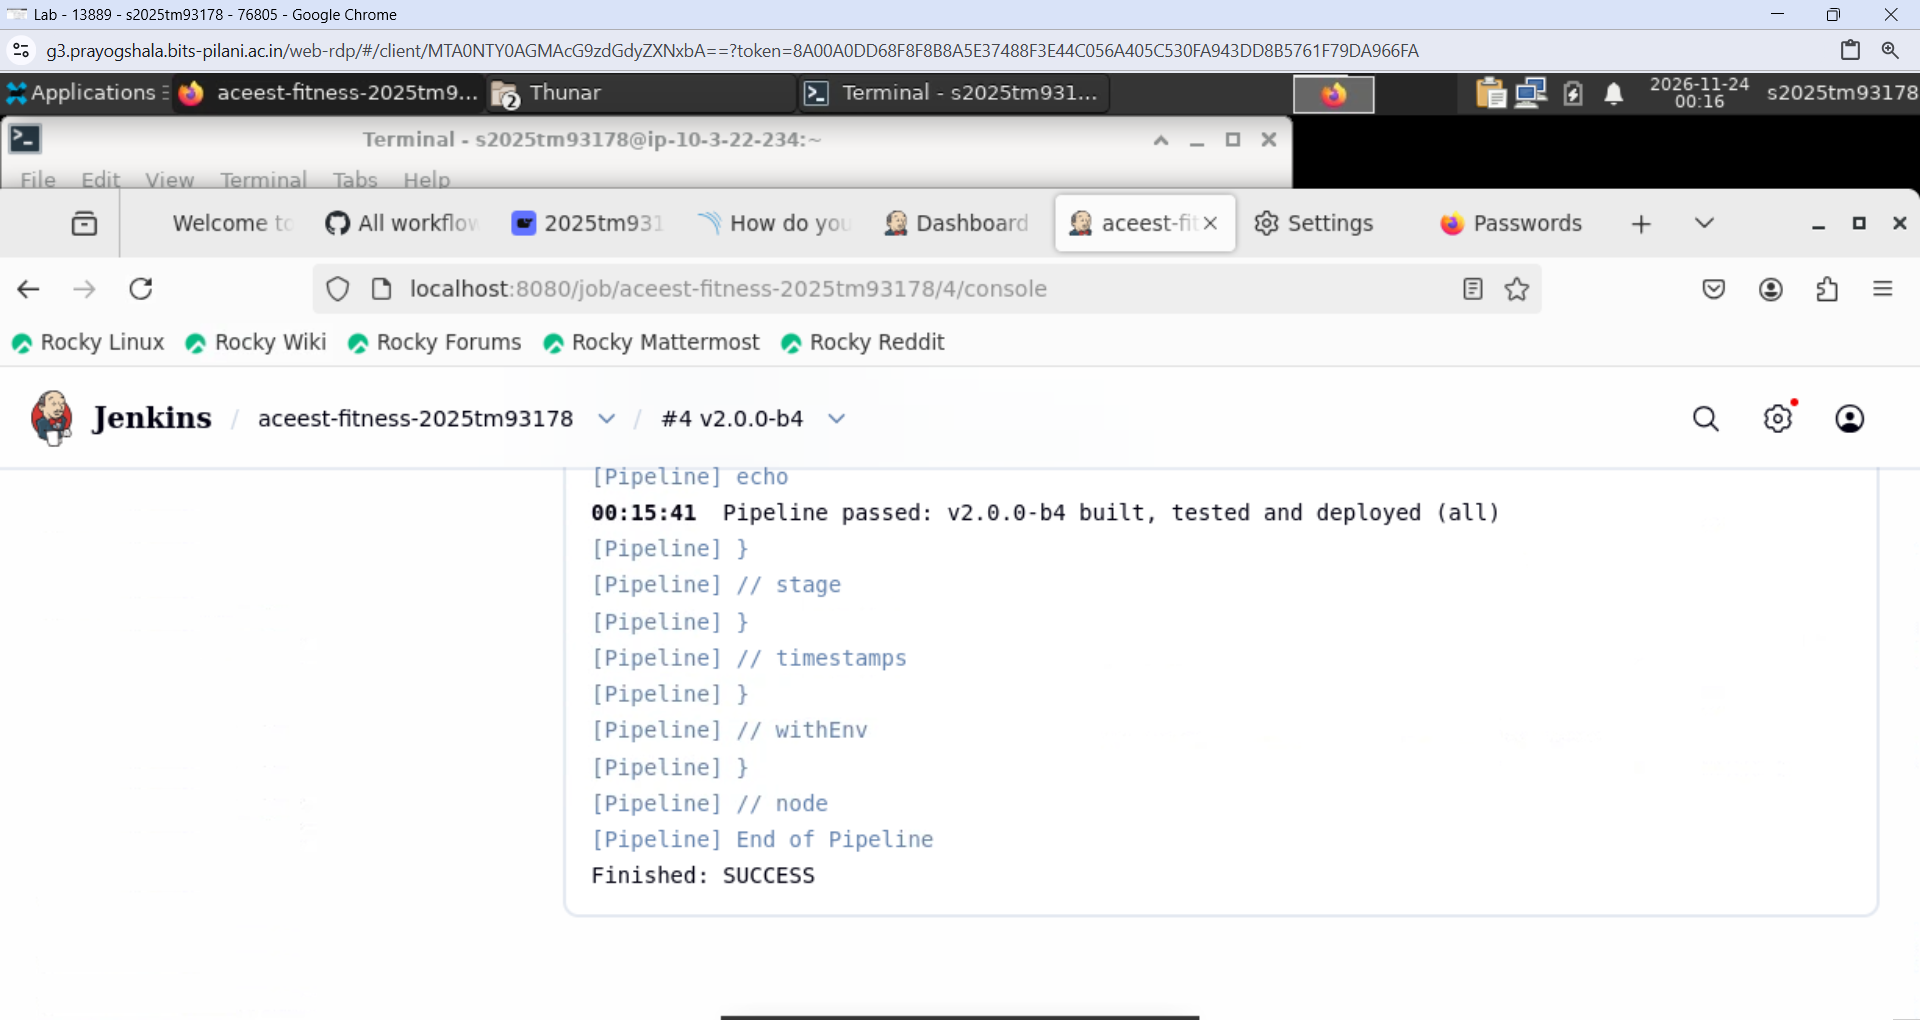 Lab - 13889 - s2025tm93178 - 76805 - Google Chrome
g3.prayogshala.bits-pilani.ac.in/web-rdp/#/client/MTA0NTY0AGMAcG9zdGdyZXNxbA==?token=8A00A0DD68F8F8B8A5E37488F3E44C056A405C530FA943DD8B5761F79DA966FA
Applications aceest-fitness-2025tm9... 2 Thunar Terminal - s2025tm931... 2026-11-24 00:16 s2025tm93178
Terminal - s2025tm93178@ip-10-3-22-234:~
File Edit View Terminal Tabs Help
Welcome to All workflow 2025tm931 How do you Dashboard aceest-fit Settings Passwords
localhost:8080/job/aceest-fitness-2025tm93178/4/console
Rocky Linux Rocky Wiki Rocky Forums Rocky Mattermost Rocky Reddit
Jenkins / aceest-fitness-2025tm93178 / #4 v2.0.0-b4
[Pipeline] echo
00:15:41 Pipeline passed: v2.0.0-b4 built, tested and deployed (all)
[Pipeline] }
[Pipeline] // stage
[Pipeline] }
[Pipeline] // timestamps
[Pipeline] }
[Pipeline] // withEnv
[Pipeline] }
[Pipeline] // node
[Pipeline] End of Pipeline
Finished: SUCCESS